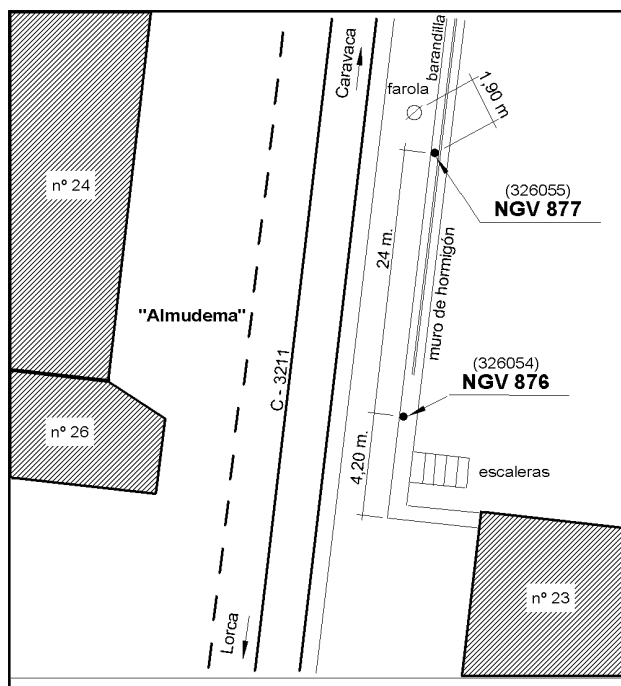 Caravaca
barandilla
farola
1,90 m
nº 24
(326055)
NGV 877
24 m.
muro de hormigón
"Almudema"
C - 3211
(326054)
NGV 876
nº 26
4,20 m.
escaleras
nº 23
Lorca